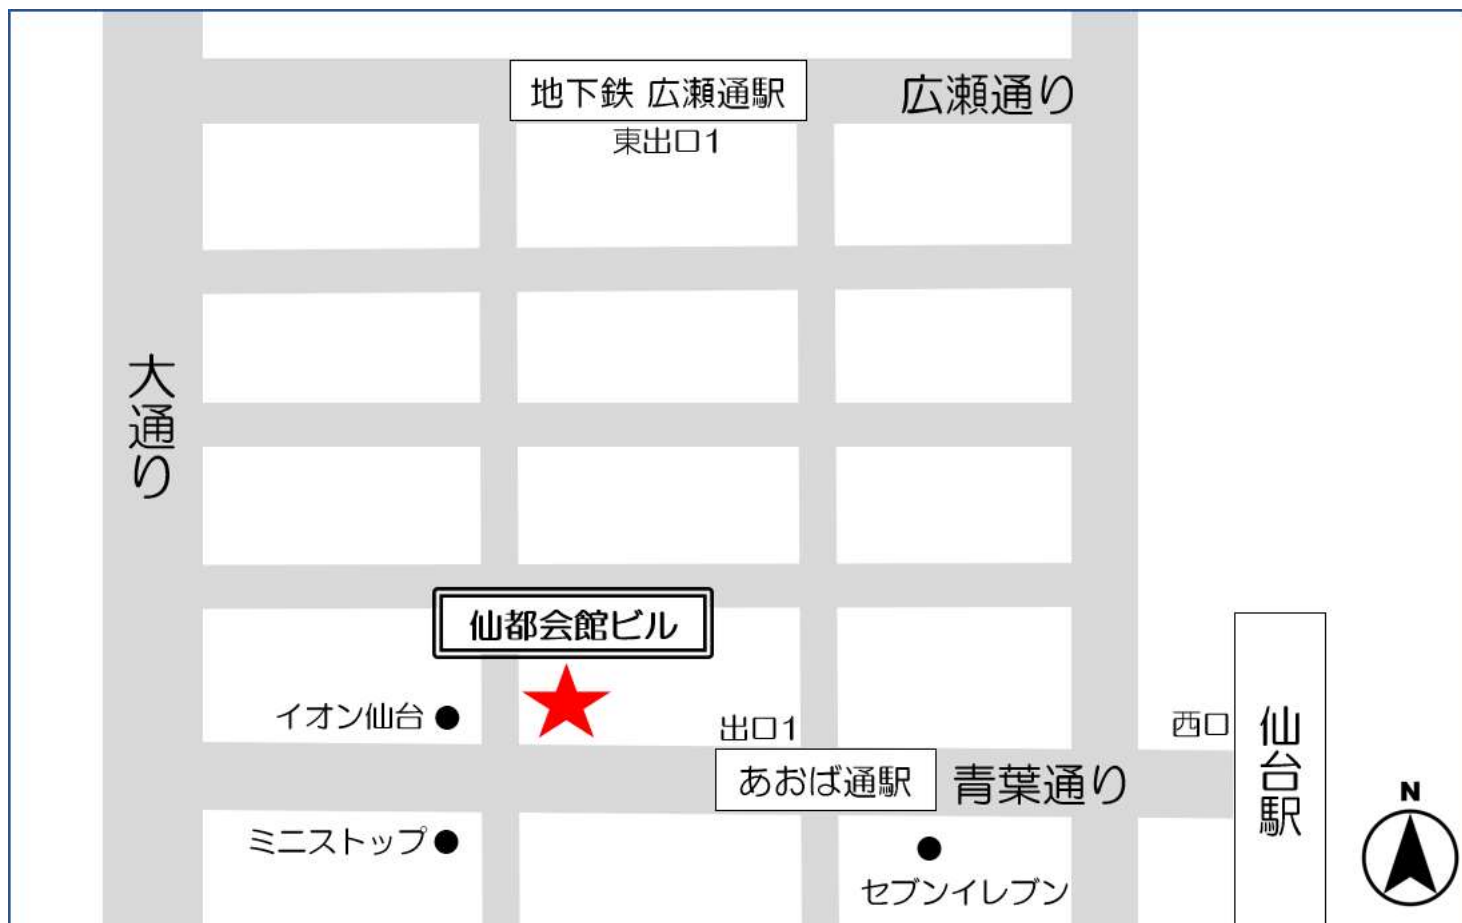 地下鉄 広瀬通駅
広瀬通り
東出口1
大通り
仙都会館ビル
イオン仙台
出口1
西口
仙台駅
あおば通駅
青葉通り
N
ミニストップ
セブンイレブン